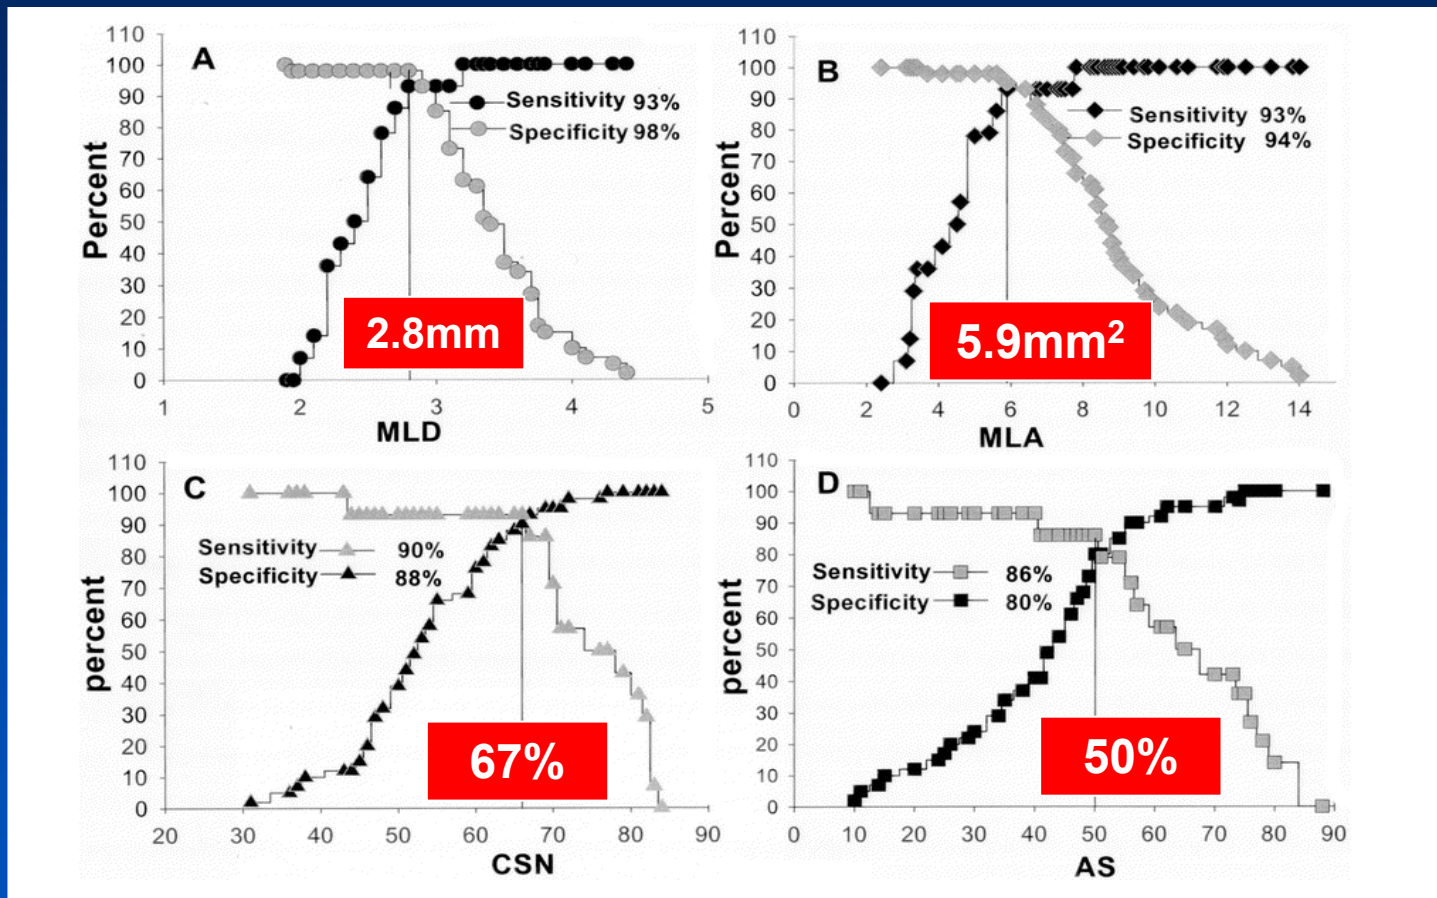 A
110
100
90
80
70
60
50
40
30
20
10
0
Percent
Sensitivity 93%
Specificity 98%
2.8mm
1 2 3 4 5
MLD
B
110
100
90
80
70
60
50
40
30
20
10
0
Percent
Sensitivity 93%
Specificity 94%
5.9mm²
0 2 4 6 8 10 12 14
MLA
C
110
100
90
80
70
60
50
40
30
20
10
0
percent
Sensitivity 90%
Specificity 88%
67%
20 30 40 50 60 70 80 90
CSN
D
110
100
90
80
70
60
50
40
30
20
10
0
percent
Sensitivity 86%
Specificity 80%
50%
0 10 20 30 40 50 60 70 80 90
AS